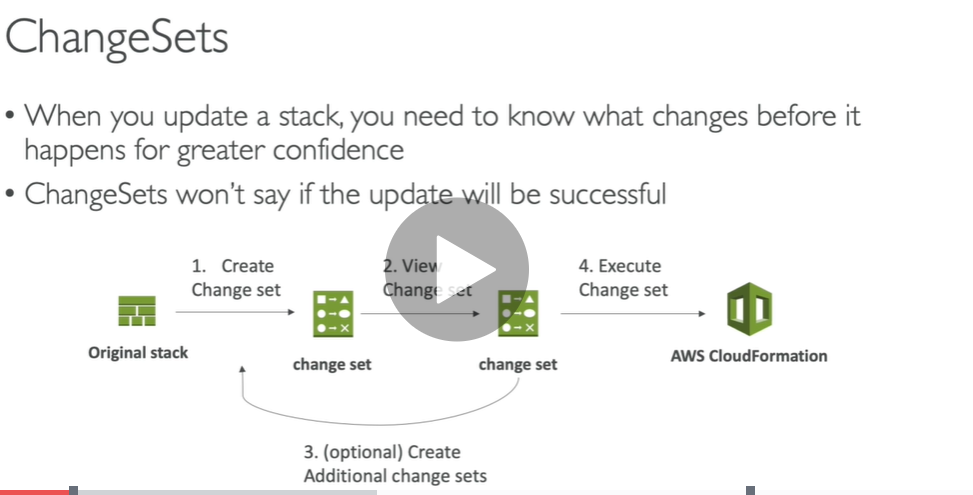 ChangeSets
• When you update a stack, you need to know what changes before it
happens for greater confidence
• ChangeSets won't say if the update will be successful
1. Create
Change set
2. View
Change set
4. Execute
Change set
Original stack
change set
change set
AWS CloudFormation
3. (optional) Create
Additional change sets